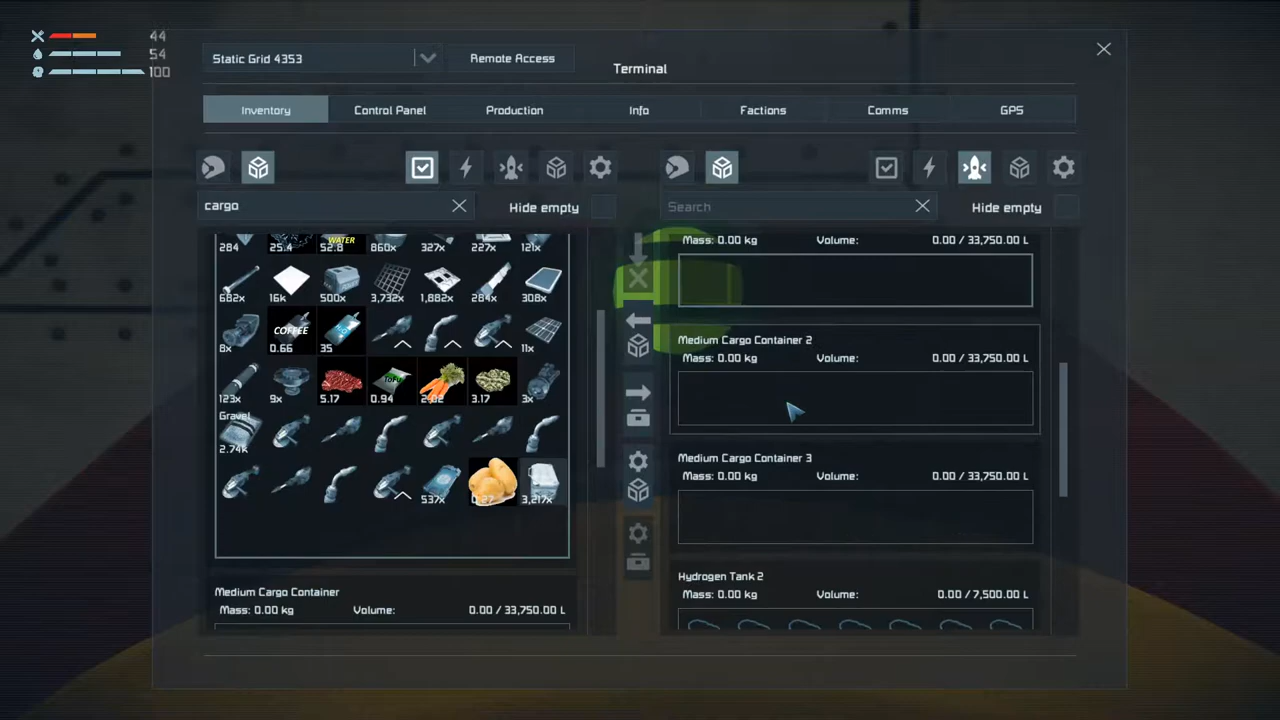 44
54
100
Static Grid 4353
Remote Access
Terminal
Inventory
Control Panel
Production
Info
Factions
Comms
GPS
cargo
Hide empty
Search
Hide empty
284
25.4
WATER
52.8
860x
327x
227x
121x
682x
16k
500x
3,732x
1,882x
284x
308x
8x
COFFEE
0.66
H2O
35
11x
123x
9x
5.17
ToFu
0.94
2.02
3.17
3x
Gravel
2.74k
537x
0.27
3,217x
Medium Cargo Container
Mass: 0.00 kg
Volume:
0.00 / 33,750.00 L
Mass: 0.00 kg
Volume:
0.00 / 33,750.00 L
Medium Cargo Container 2
Mass: 0.00 kg
Volume:
0.00 / 33,750.00 L
Medium Cargo Container 3
Mass: 0.00 kg
Volume:
0.00 / 33,750.00 L
Hydrogen Tank 2
Mass: 0.00 kg
Volume:
0.00 / 7,500.00 L